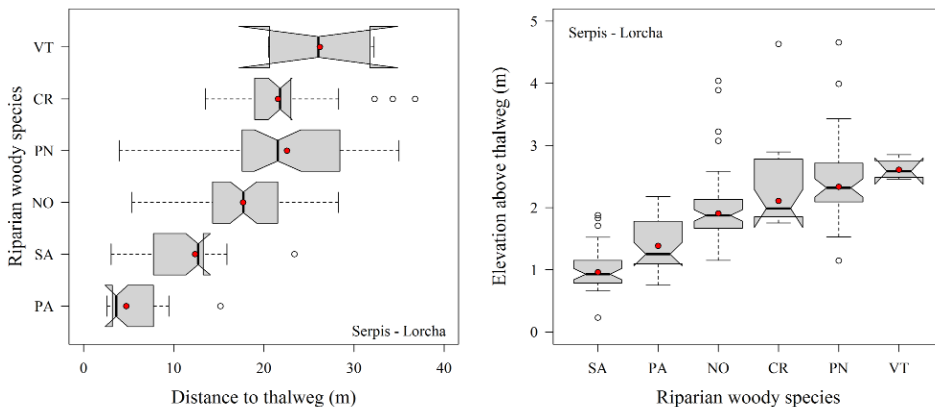 Riparian woody species
VT
CR
PN
NO
SA
PA
Serpis - Lorcha
0
10
20
30
40
Distance to thalweg (m)
Elevation above thalweg (m)
5
4
3
2
1
0
Serpis - Lorcha
SA
PA
NO
CR
PN
VT
Riparian woody species